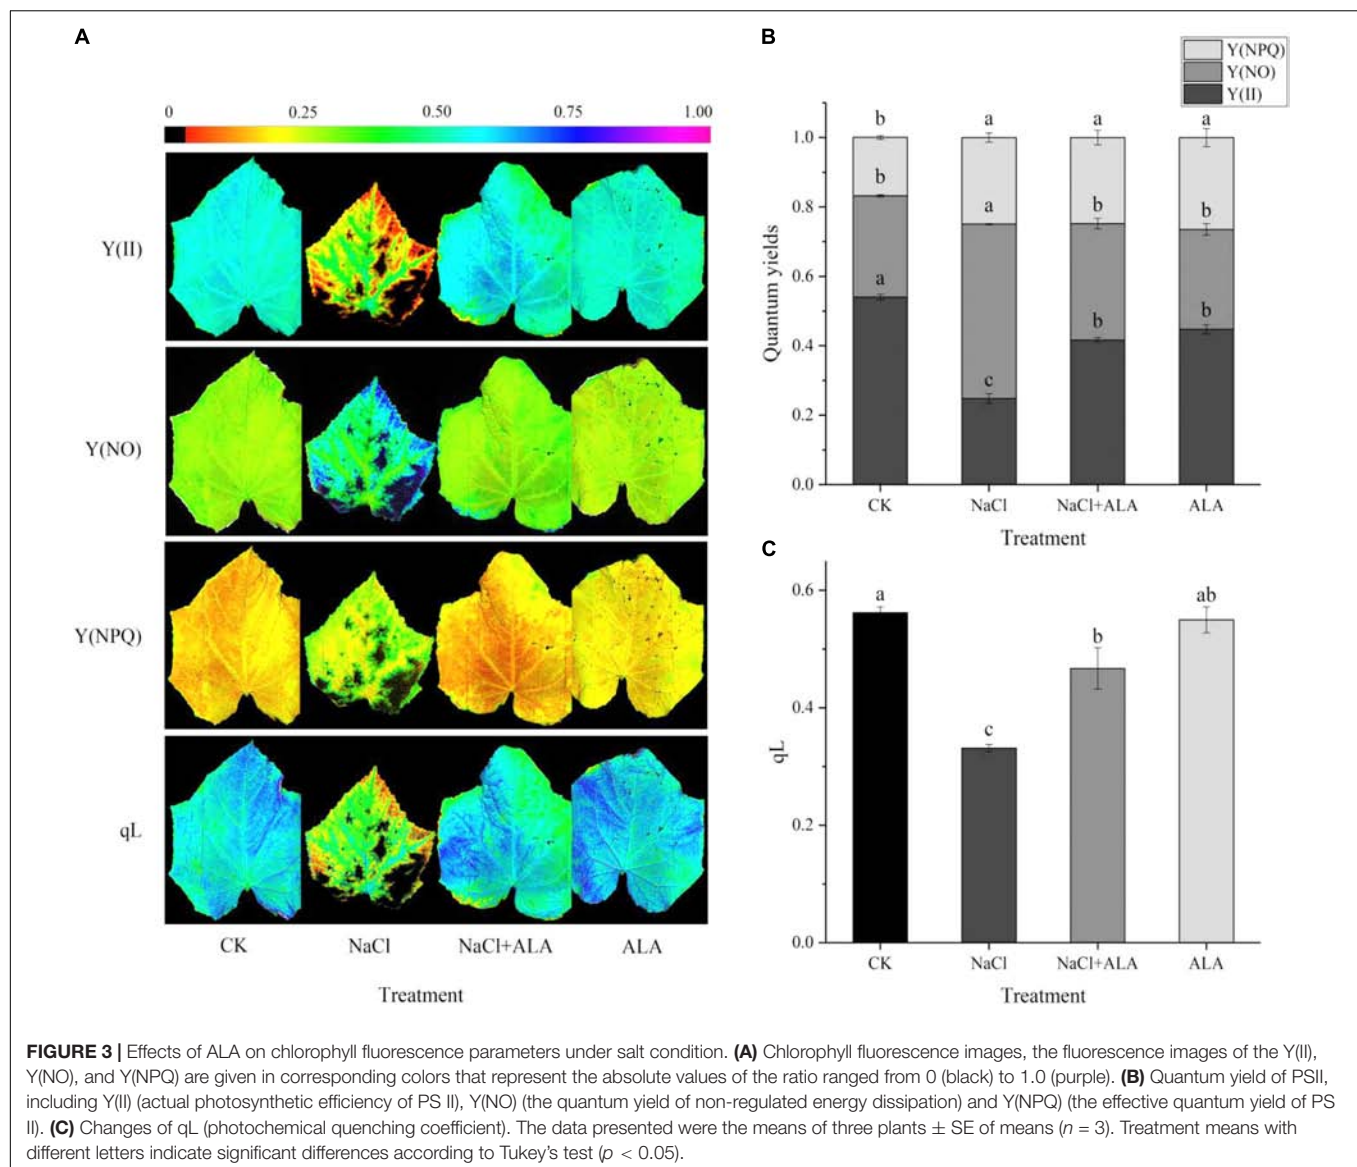 A
0 0.25 0.50 0.75 1.00
Y(II)
Y(NO)
Y(NPQ)
qL
CK NaCl NaCl+ALA ALA
Treatment
B
Y(NPQ)
Y(NO)
Y(II)
b a a a
b a b b
a c b b
1.0
0.8
0.6
0.4
0.2
0.0
Quantum yields
CK NaCl NaCl+ALA ALA
Treatment
C
a c b ab
0.6
0.4
0.2
0.0
qL
CK NaCl NaCl+ALA ALA
Treatment
FIGURE 3 | Effects of ALA on chlorophyll fluorescence parameters under salt condition. (A) Chlorophyll fluorescence images, the fluorescence images of the Y(II),
Y(NO), and Y(NPQ) are given in corresponding colors that represent the absolute values of the ratio ranged from 0 (black) to 1.0 (purple). (B) Quantum yield of PSII,
including Y(II) (actual photosynthetic efficiency of PS II), Y(NO) (the quantum yield of non-regulated energy dissipation) and Y(NPQ) (the effective quantum yield of PS
II). (C) Changes of qL (photochemical quenching coefficient). The data presented were the means of three plants ± SE of means (n = 3). Treatment means with
different letters indicate significant differences according to Tukey's test (p < 0.05).